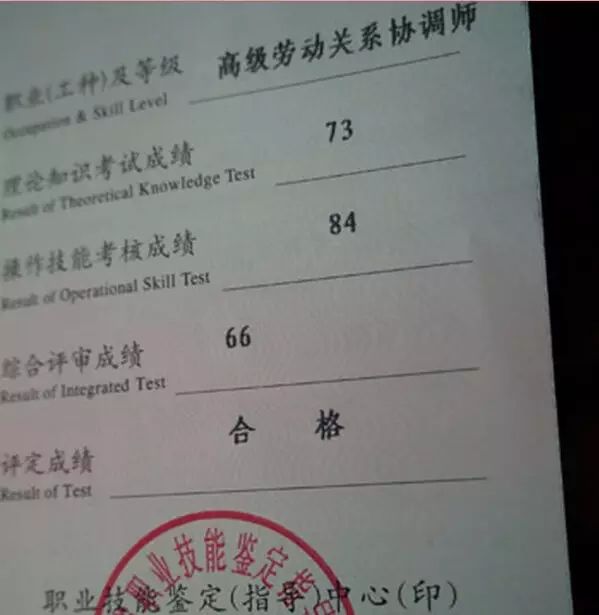 职业(工种)及等级 高级劳动关系协调师
Occupation & Skill Level
理论知识考试成绩 73
Result of Theoretical Knowledge Test
操作技能考核成绩 84
Result of Operational Skill Test
综合评审成绩 66
Result of Integrated Test
评定成绩 合 格
Result of Test
职业技能鉴定指导中心
职业技能鉴定(指导)中心(印)